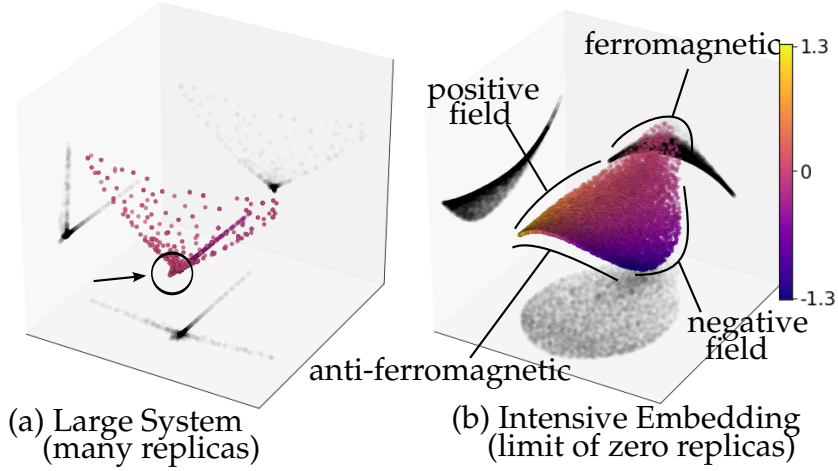 ferromagnetic
positive
field
1.3
0
-1.3
negative
field
anti-ferromagnetic
(a) Large System
(many replicas)
(b) Intensive Embedding
(limit of zero replicas)